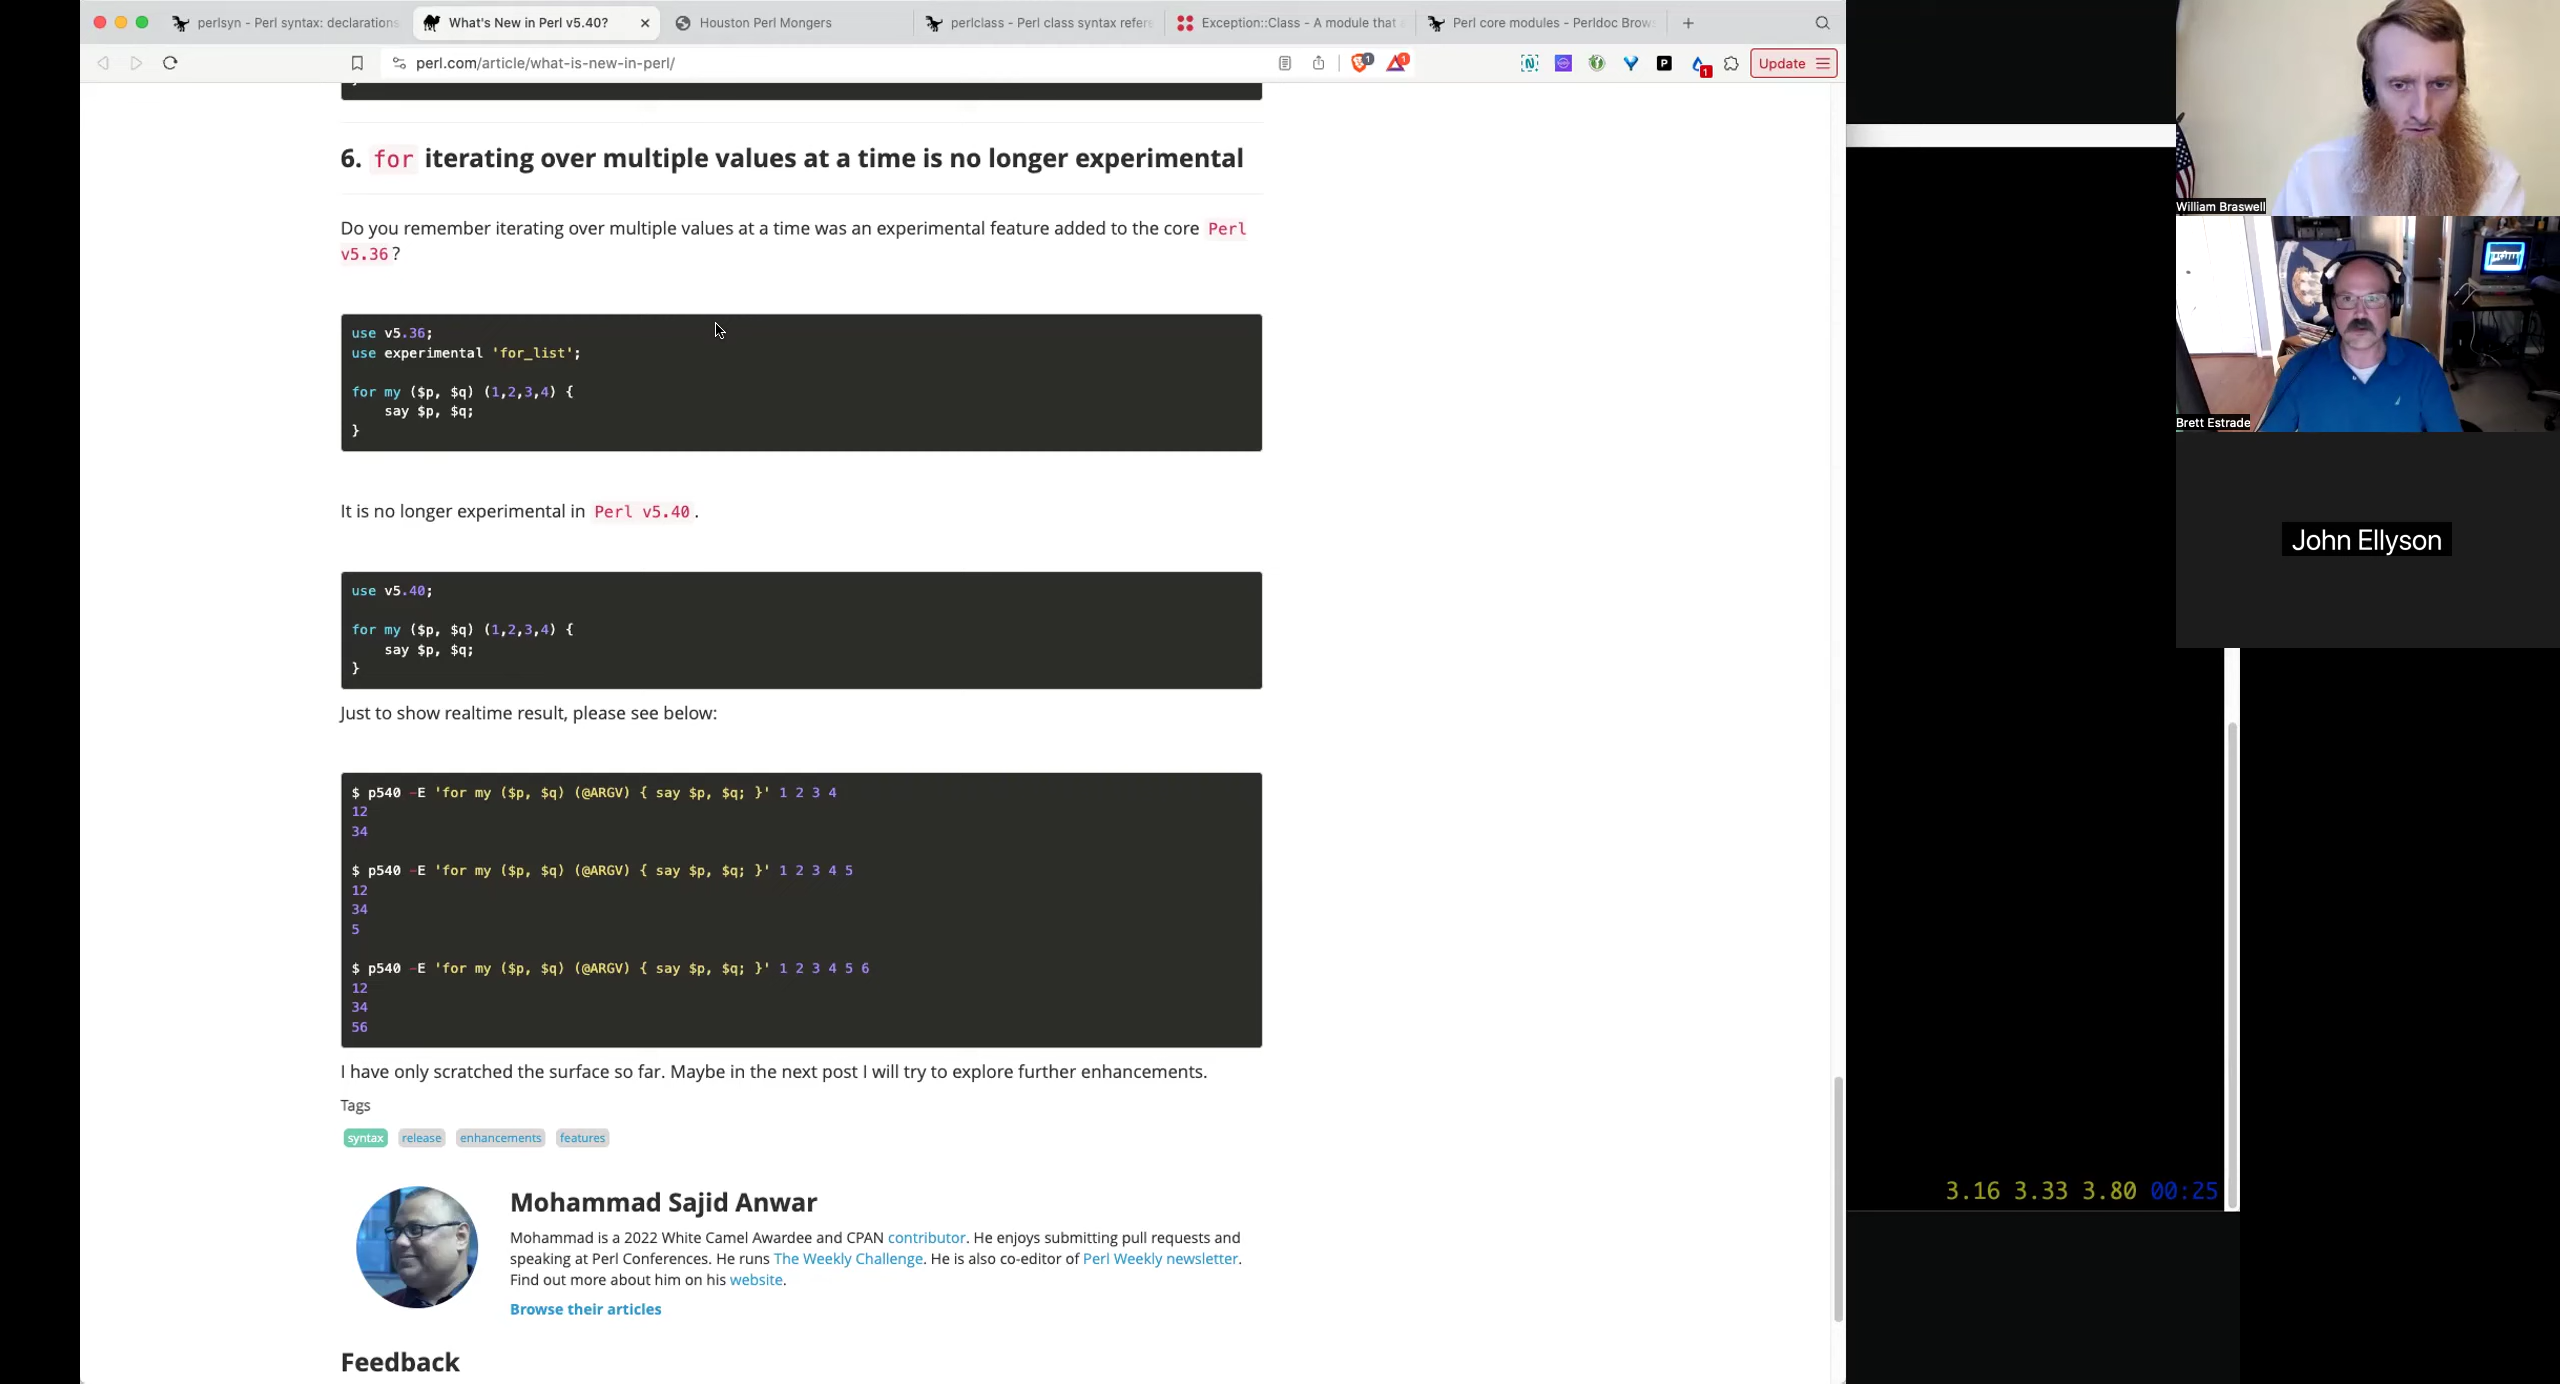 perlsyn - Perl syntax: declarations
What's New in Perl v5.40?
Houston Perl Mongers
perlclass - Perl class syntax refere
Exception::Class - A module that a
Perl core modules - Perldoc Brow
perl.com/article/what-is-new-in-perl/
Update
6. for iterating over multiple values at a time is no longer experimental
Do you remember iterating over multiple values at a time was an experimental feature added to the core Perl
v5.36?
use v5.36;
use experimental 'for_list';
for my ($p, $q) (1,2,3,4) {
    say $p, $q;
}
It is no longer experimental in Perl v5.40.
use v5.40;
for my ($p, $q) (1,2,3,4) {
    say $p, $q;
}
Just to show realtime result, please see below:
$ p540 -E 'for my ($p, $q) (@ARGV) { say $p, $q; }' 1 2 3 4
12
34
$ p540 -E 'for my ($p, $q) (@ARGV) { say $p, $q; }' 1 2 3 4 5
12
34
5
$ p540 -E 'for my ($p, $q) (@ARGV) { say $p, $q; }' 1 2 3 4 5 6
12
34
56
I have only scratched the surface so far. Maybe in the next post I will try to explore further enhancements.
Tags
syntax release enhancements features
Mohammad Sajid Anwar
Mohammad is a 2022 White Camel Awardee and CPAN contributor. He enjoys submitting pull requests and
speaking at Perl Conferences. He runs The Weekly Challenge. He is also co-editor of Perl Weekly newsletter.
Find out more about him on his website.
Browse their articles
Feedback
William Braswell
Brett Estrade
John Ellyson
3.16 3.33 3.80 00:25